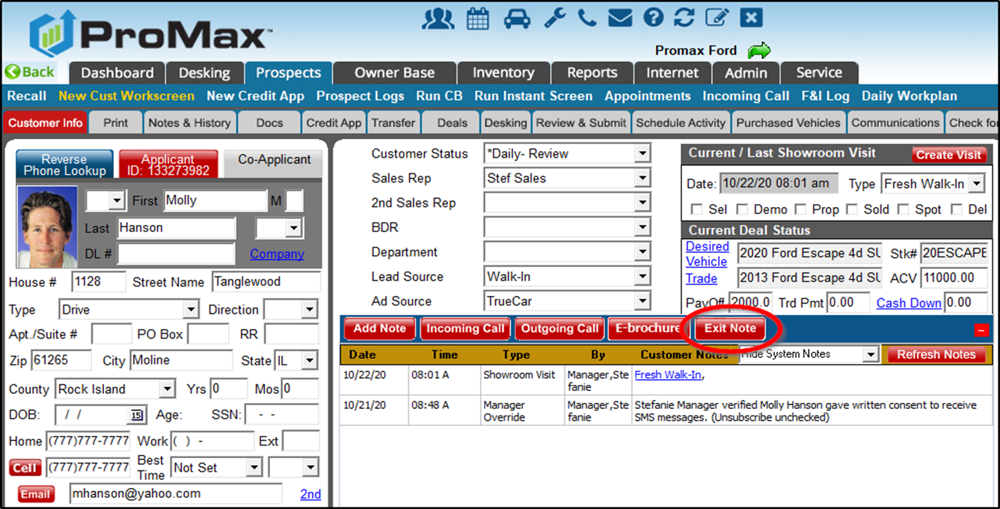 ProMax™
Promax Ford
Back Dashboard Desking Prospects Owner Base Inventory Reports Internet Admin Service
Recall New Cust Workscreen New Credit App Prospect Logs Run CB Run Instant Screen Appointments Incoming Call F&I Log Daily Workplan
Customer Info Print Notes & History Docs Credit App Transfer Deals Desking Review & Submit Schedule Activity Purchased Vehicles Communications Check for
Reverse
Phone Lookup
Applicant
ID: 133273982
Co-Applicant
First Molly M
Last Hanson
DL # Company
House # 1128 Street Name Tanglewood
Type Drive Direction
Apt./Suite # PO Box RR
Zip 61265 City Moline State IL
County Rock Island Yrs 0 Mos 0
DOB: / / 15 Age: SSN: - -
Home (777)777-7777 Work ( ) - Ext
Cell (777)777-7777 Best
Time Not Set
Email mhanson@yahoo.com 2nd
Customer Status *Daily- Review
Sales Rep Stef Sales
2nd Sales Rep
BDR
Department
Lead Source Walk-In
Ad Source TrueCar
Current / Last Showroom Visit Create Visit
Date: 10/22/20 08:01 am Type Fresh Walk-In
Sel Demo Prop Sold Spot Del
Current Deal Status
Desired
Vehicle 2020 Ford Escape 4d SU Stk# 20ESCAPE
Trade 2013 Ford Escape 4d SU ACV 11000.00
PayOff 2000.0 Trd Pmt 0.00 Cash Down 0.00
Add Note Incoming Call Outgoing Call E-brochure Exit Note
Date Time Type By Customer Notes Hide System Notes Refresh Notes
10/22/20 08:01 A Showroom Visit Manager,Ste
fanie Fresh Walk-In,
10/21/20 08:48 A Manager
Override Manager,Ste
fanie Stefanie Manager verified Molly Hanson gave written consent to receive
SMS messages. (Unsubscribe unchecked)